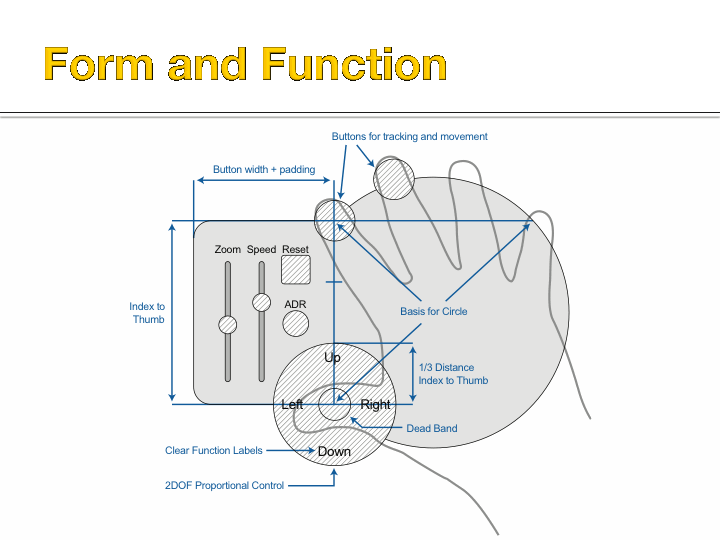 Form and Function
Buttons for tracking and movement
Button width + padding
Zoom Speed Reset
ADR
Index to
Thumb
Basis for Circle
Up
1/3 Distance
Index to Thumb
Left
Right
Dead Band
Clear Function Labels
Down
2DOF Proportional Control